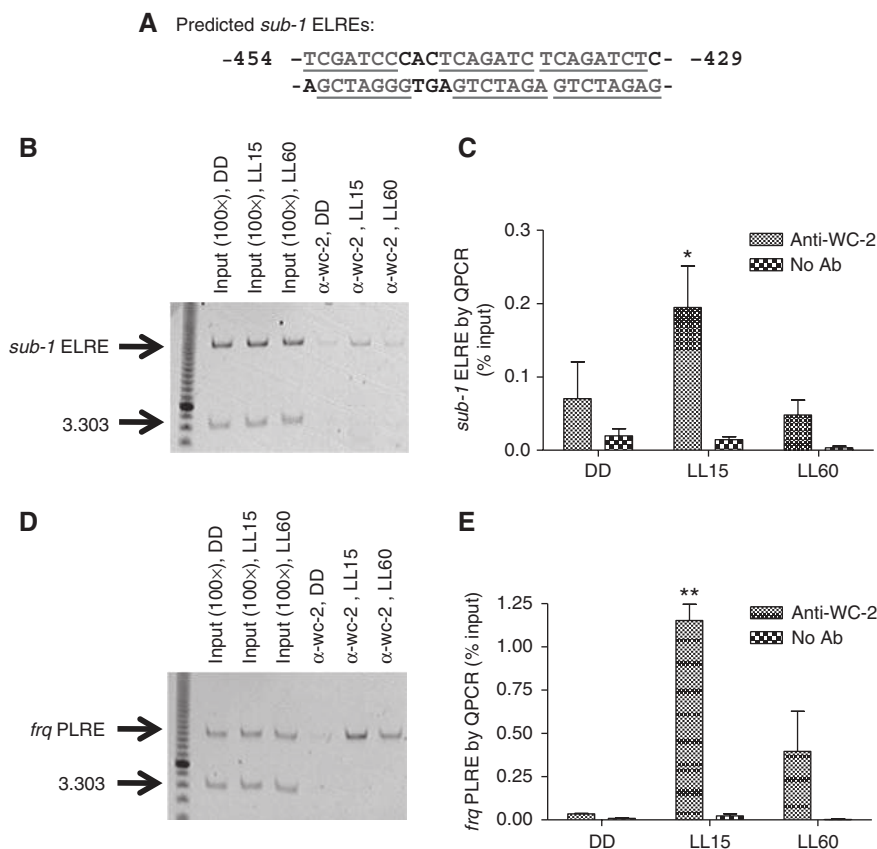 A Predicted sub-1 ELREs:
-454 -TCGATCCCACTCAGATC TCAGATCTC- -429
-AGCTAGGGTGAGTCTAGA GTCTAGAG-
B
Input (100×), DD
Input (100×), LL15
Input (100×), LL60
α-wc-2, DD
α-wc-2 , LL15
α-wc-2 , LL60
sub-1 ELRE
3.303
C
sub-1 ELRE by QPCR
(% input)
0.3
0.2
0.1
0.0
*
Anti-WC-2
No Ab
DD LL15 LL60
D
Input (100×), DD
Input (100×), LL15
Input (100×), LL60
α-wc-2, DD
α-wc-2 , LL15
α-wc-2 , LL60
frq PLRE
3.303
E
frq PLRE by QPCR (% input)
1.25
1.00
0.75
0.50
0.25
0.00
**
Anti-WC-2
No Ab
DD LL15 LL60